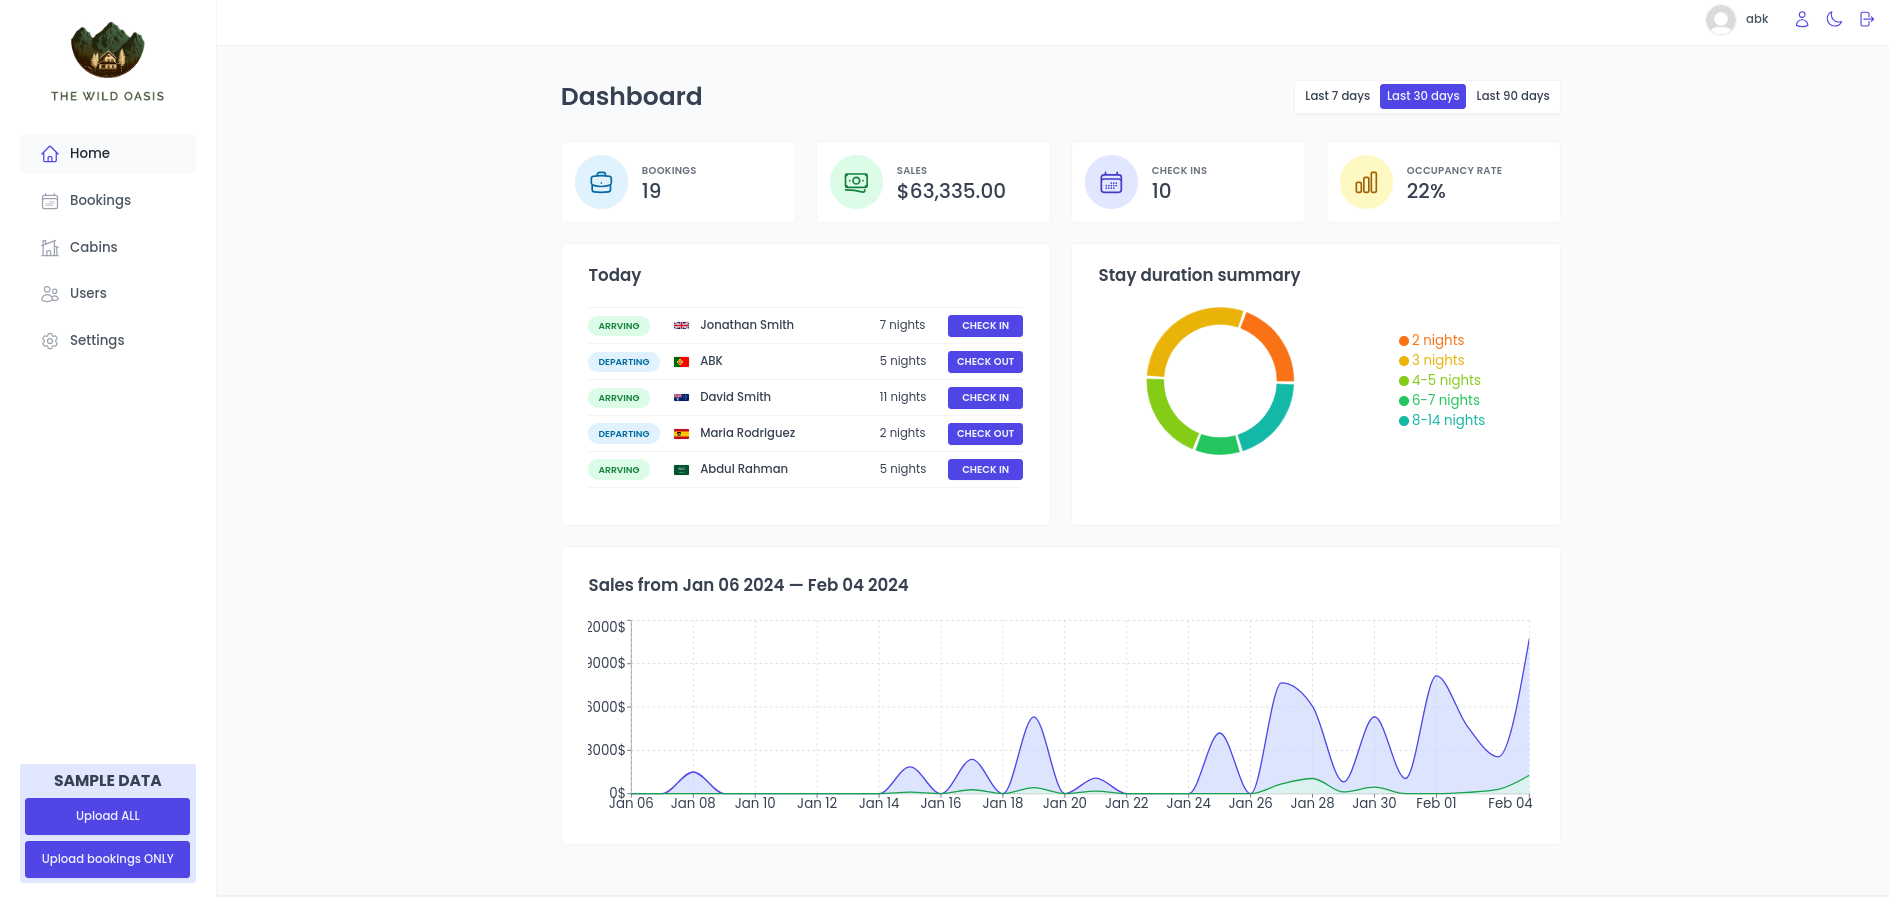 THE WILD OASIS
Home
Bookings
Cabins
Users
Settings
SAMPLE DATA
Upload ALL
Upload bookings ONLY
abk
Dashboard
Last 7 days Last 30 days Last 90 days
BOOKINGS
19
SALES
$63,335.00
CHECK INS
10
OCCUPANCY RATE
22%
Today
ARRVING Jonathan Smith 7 nights CHECK IN
DEPARTING ABK 5 nights CHECK OUT
ARRVING David Smith 11 nights CHECK IN
DEPARTING Maria Rodriguez 2 nights CHECK OUT
ARRVING Abdul Rahman 5 nights CHECK IN
Stay duration summary
2 nights
3 nights
4-5 nights
6-7 nights
8-14 nights
Sales from Jan 06 2024 — Feb 04 2024
2000$
9000$
6000$
3000$
0$
Jan 06 Jan 08 Jan 10 Jan 12 Jan 14 Jan 16 Jan 18 Jan 20 Jan 22 Jan 24 Jan 26 Jan 28 Jan 30 Feb 01 Feb 04